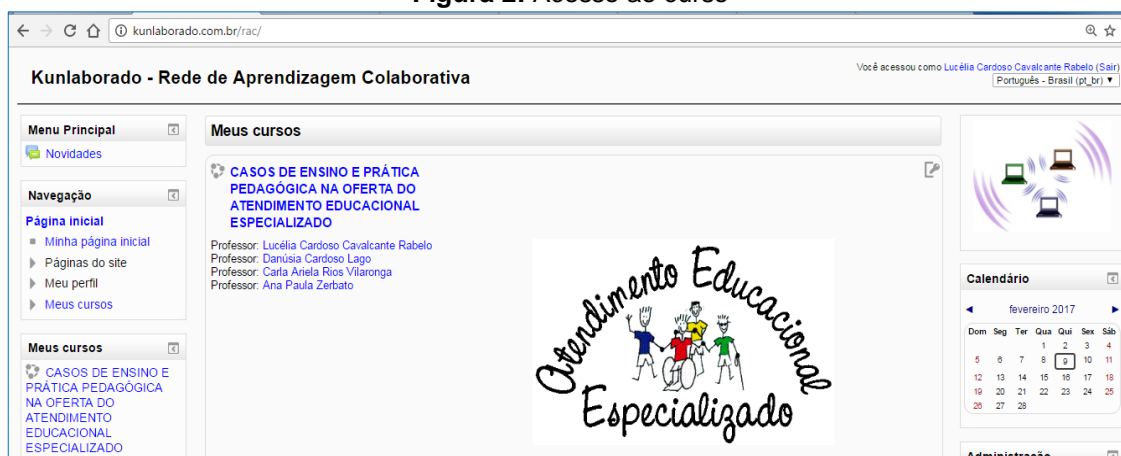 Figura 2. Acesso ao curso
kunlaborado.com.br/rac/
Kunlaborado - Rede de Aprendizagem Colaborativa
Você acessou como Lucélia Cardoso Cavalcante Rabelo (Sair)
Português - Brasil (pt_br)
Menu Principal
Novidades
Navegação
Página inicial
Minha página inicial
Páginas do site
Meu perfil
Meus cursos
Meus cursos
CASOS DE ENSINO E
PRÁTICA PEDAGÓGICA
NA OFERTA DO
ATENDIMENTO
EDUCACIONAL
ESPECIALIZADO
Meus cursos
CASOS DE ENSINO E PRÁTICA
PEDAGÓGICA NA OFERTA DO
ATENDIMENTO EDUCACIONAL
ESPECIALIZADO
Professor: Lucélia Cardoso Cavalcante Rabelo
Professor: Danúsia Cardoso Lago
Professor: Carla Ariela Rios Vilaronga
Professor: Ana Paula Zerbato
Atendimento Educacional
Especializado
Calendário
fevereiro 2017
Dom Seg Ter Qua Qui Sex Sáb
1 2 3 4
5 6 7 8 9 10 11
12 13 14 15 16 17 18
19 20 21 22 23 24 25
26 27 28
Administração